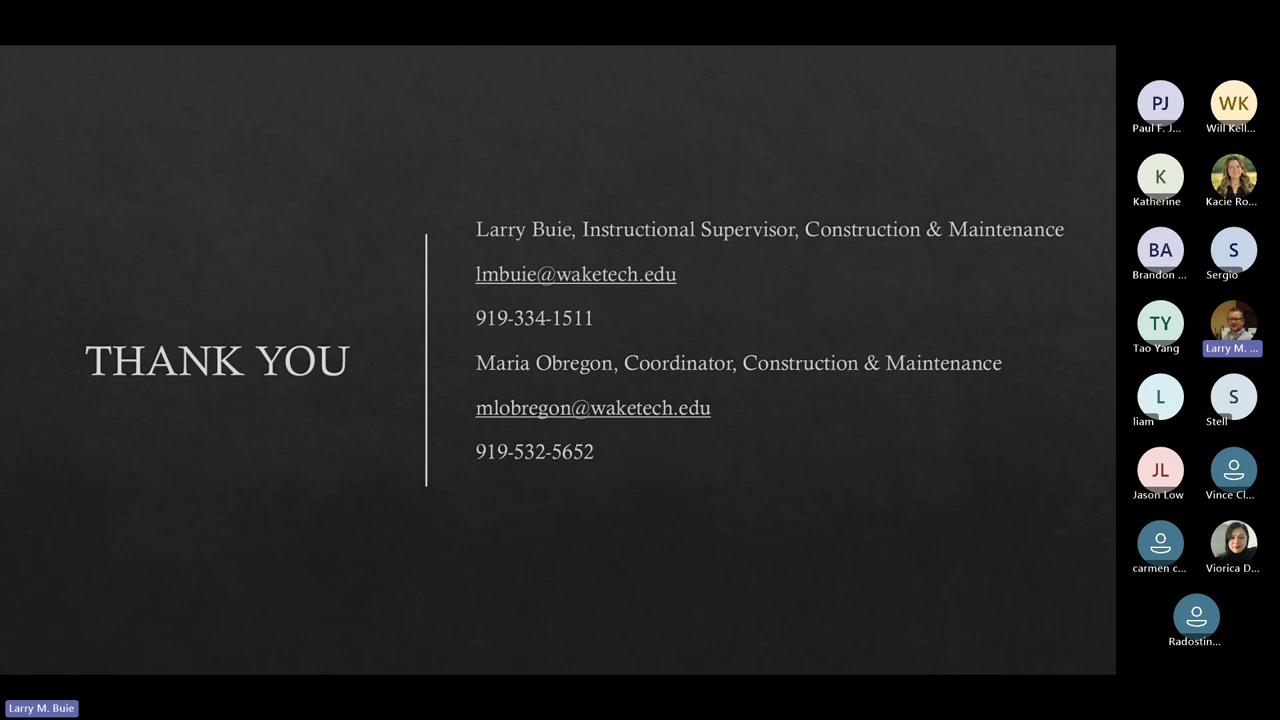 THANK YOU
Larry Buie, Instructional Supervisor, Construction & Maintenance
lmbuie@waketech.edu
919-334-1511
Maria Obregon, Coordinator, Construction & Maintenance
mlobregon@waketech.edu
919-532-5652
PJ
Paul F. J...
WK
Will Kell...
K
Katherine
Kacie Ro...
BA
Brandon ...
S
Sergio
TY
Tao Yang
Larry M. ...
L
liam
S
Stell
JL
Jason Low
Vince Cl...
carmen c...
Viorica D...
Radostin...
Larry M. Buie